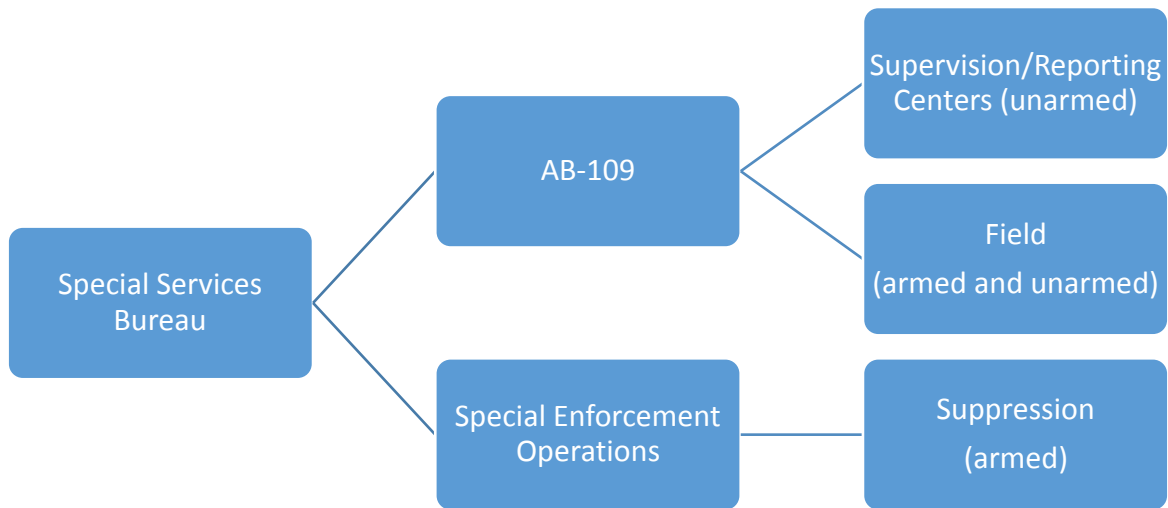 Special Services
Bureau
AB-109
Special Enforcement
Operations
Supervision/Reporting
Centers (unarmed)
Field
(armed and unarmed)
Suppression
(armed)